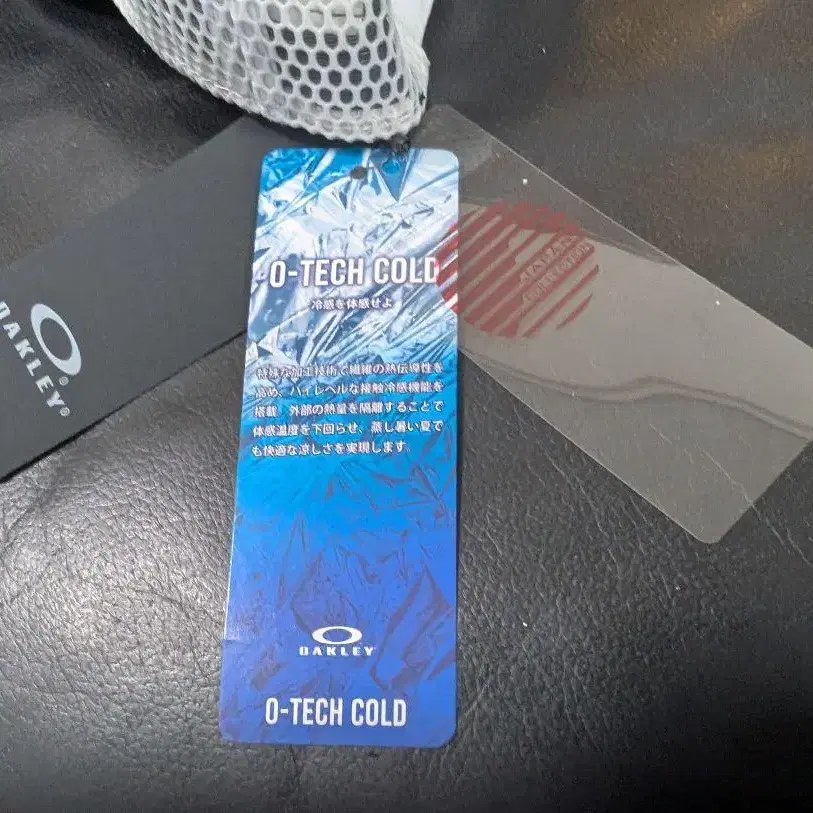 O-TECH COLD
冷感を体感せよ
特殊な加工技術で繊維の熱伝導性を
高め、ハイレベルな接触冷感機能を
搭載 外部の熱量を隔離することで
体感温度を下回らせ、蒸し暑い夏で
も快適な涼しさを実現します
OAKLEY
O-TECH COLD
OAKLEY®
JAPAN
COLLECTION